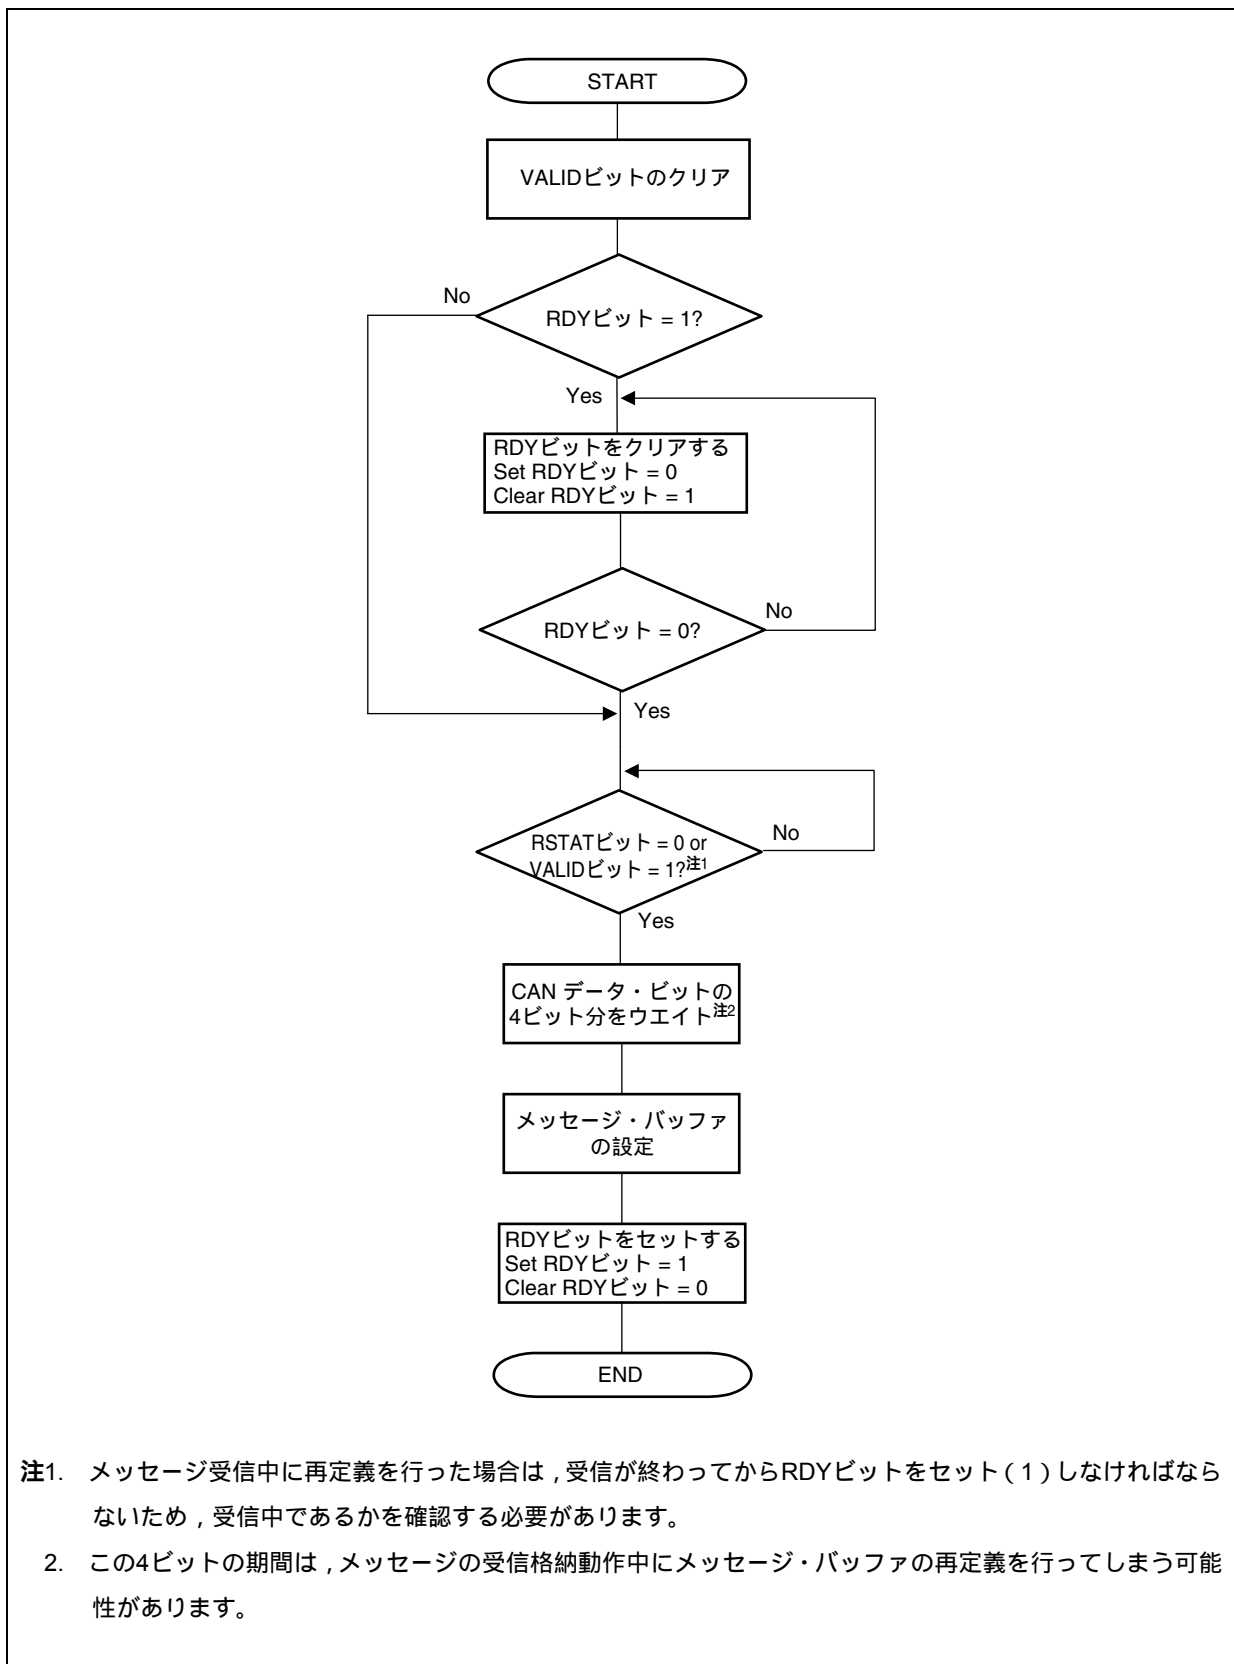 START
VALIDビットのクリア
No
RDYビット = 1?
Yes
RDYビットをクリアする
Set RDYビット = 0
Clear RDYビット = 1
No
RDYビット = 0?
Yes
RSTATビット = 0 or
VALIDビット = 1?注1
No
Yes
CAN データ・ビットの
4ビット分をウエイト注2
メッセージ・バッファ
の設定
RDYビットをセットする
Set RDYビット = 1
Clear RDYビット = 0
END
注1. メッセージ受信中に再定義を行った場合は，受信が終わってからRDYビットをセット（1）しなければなら
ないため，受信中であるかを確認する必要があります。
2. この4ビットの期間は，メッセージの受信格納動作中にメッセージ・バッファの再定義を行ってしまう可能
性があります。